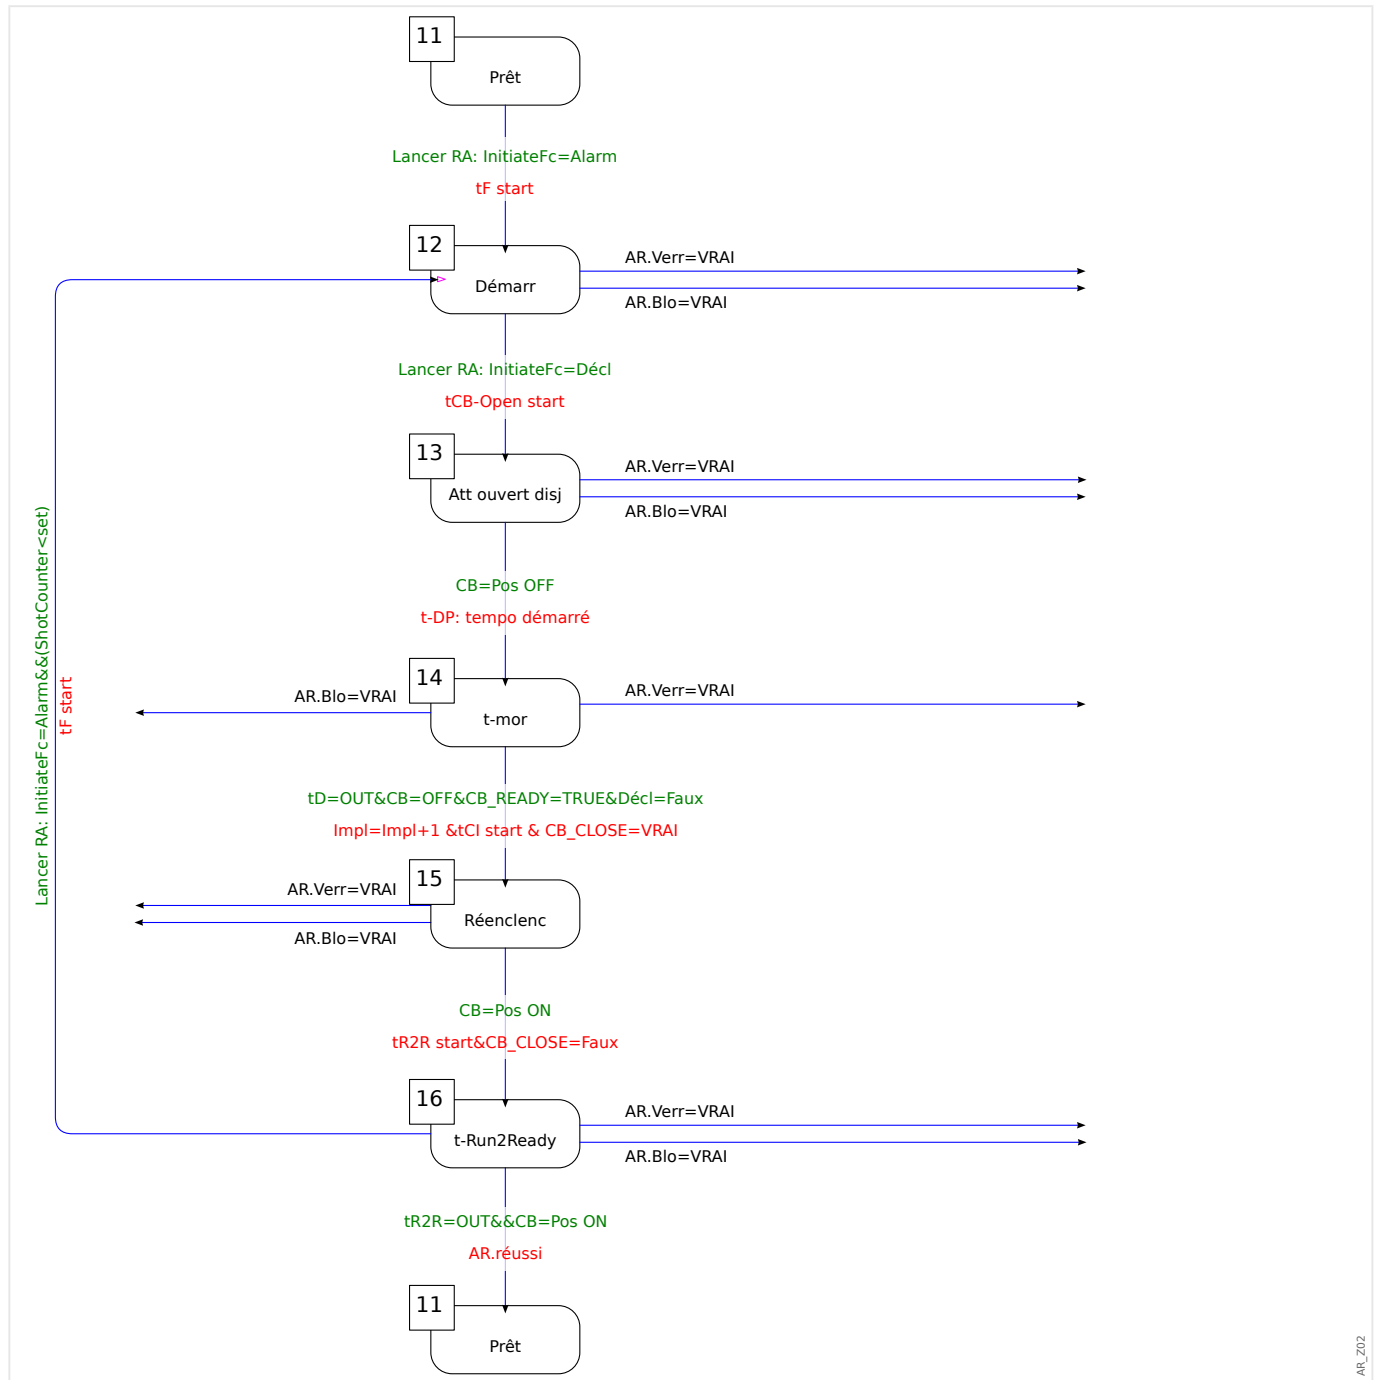 11
Prêt
Lancer RA: InitiateFc=Alarm
tF start
12
Démarr
AR.Verr=VRAI
AR.Blo=VRAI
Lancer RA: InitiateFc=Décl
tCB-Open start
13
Att ouvert disj
AR.Verr=VRAI
AR.Blo=VRAI
CB=Pos OFF
t-DP: tempo démarré
Lancer RA: InitiateFc=Alarm&&(ShotCounter<set)
tF start
14
t-mor
AR.Blo=VRAI
AR.Verr=VRAI
tD=OUT&CB=OFF&CB_READY=TRUE&Décl=Faux
Impl=Impl+1 &tCI start & CB_CLOSE=VRAI
15
Réenclenc
AR.Verr=VRAI
AR.Blo=VRAI
CB=Pos ON
tR2R start&CB_CLOSE=Faux
16
t-Run2Ready
AR.Verr=VRAI
AR.Blo=VRAI
tR2R=OUT&&CB=Pos ON
AR.réussi
11
Prêt
AR_Z02